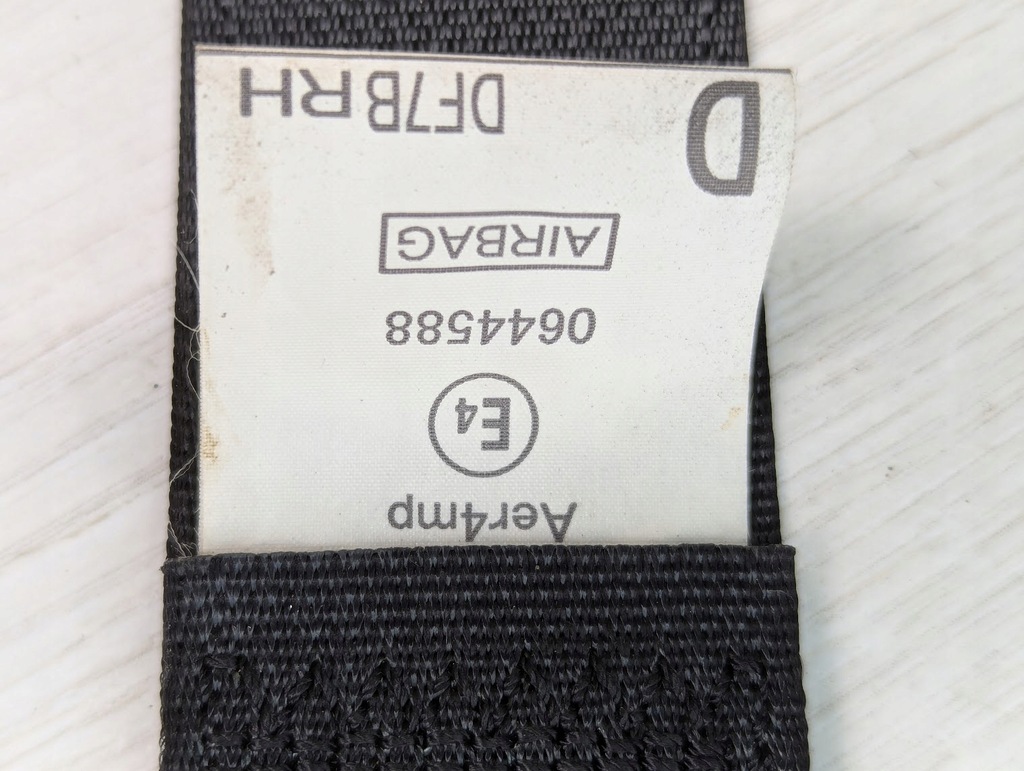 Aer4mp
E4
0644588
AIRBAG
D
DF7B RH